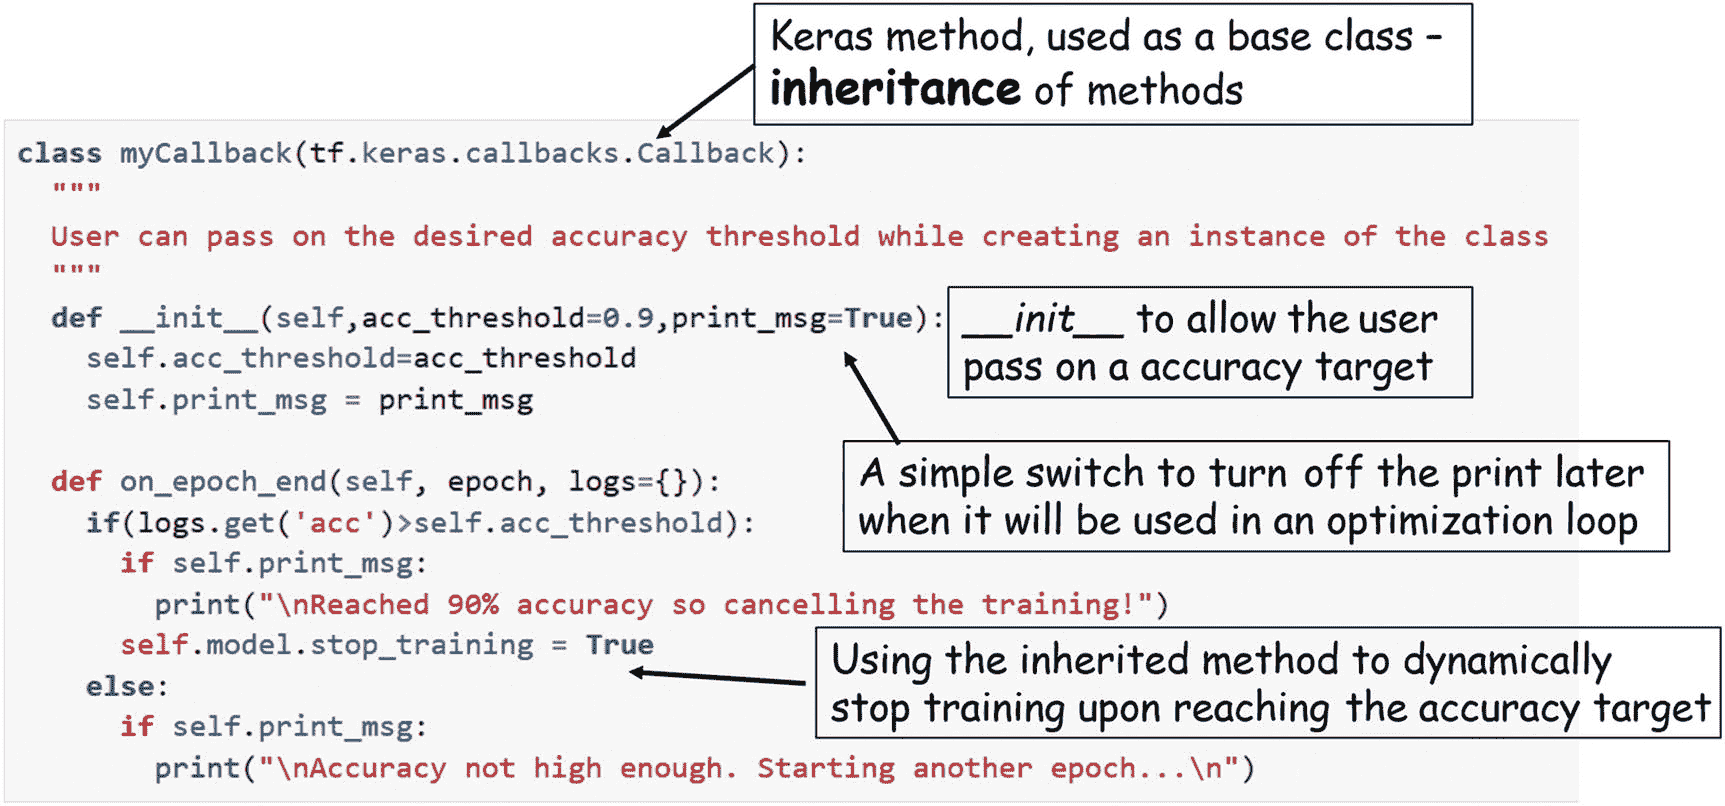 Keras method, used as a base class –
inheritance of methods
class myCallback(tf.keras.callbacks.Callback):
"""
User can pass on the desired accuracy threshold while creating an instance of the class
"""
def __init__(self,acc_threshold=0.9,print_msg=True):
__init__ to allow the user
pass on a accuracy target
self.acc_threshold=acc_threshold
self.print_msg = print_msg
A simple switch to turn off the print later
when it will be used in an optimization loop
def on_epoch_end(self, epoch, logs={}):
if(logs.get('acc')>self.acc_threshold):
if self.print_msg:
print("\nReached 90% accuracy so cancelling the training!")
self.model.stop_training = True
Using the inherited method to dynamically
stop training upon reaching the accuracy target
else:
if self.print_msg:
print("\nAccuracy not high enough. Starting another epoch...\n")